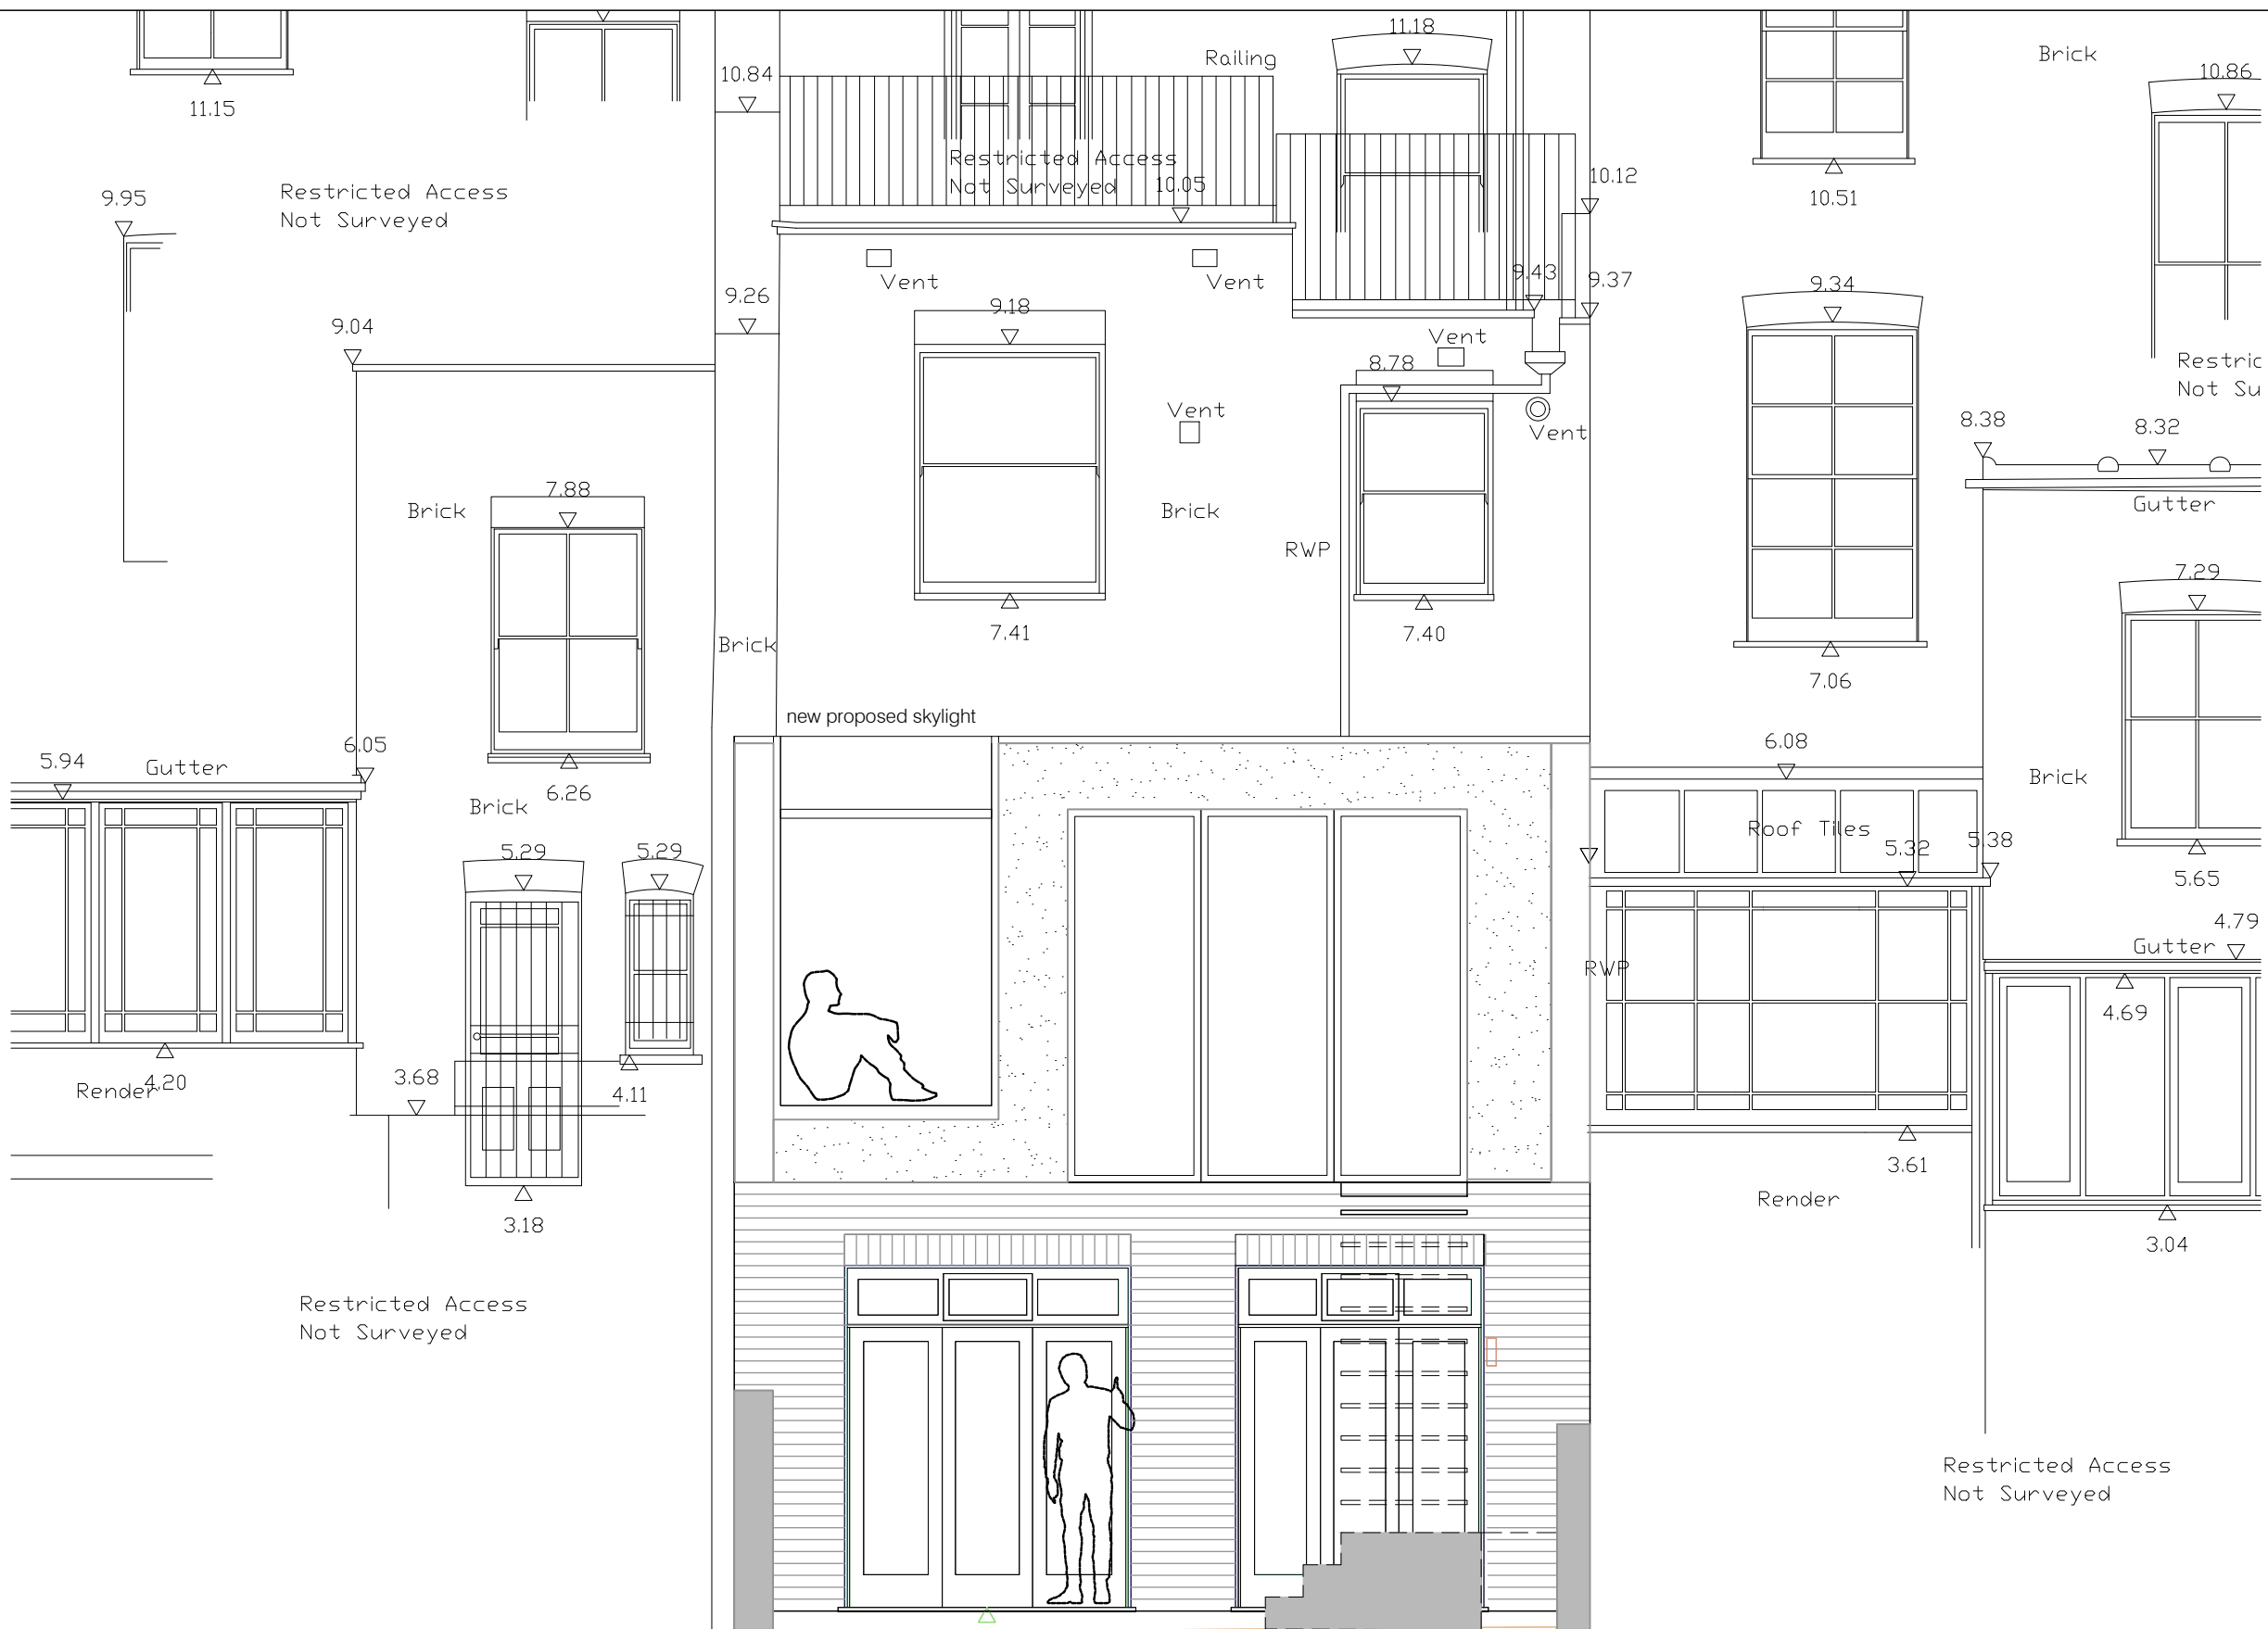 11.18
Railing
Brick
10.84
10.86
11.15
Restricted Access
Not Surveyed
10.05
10.12
9.95
Restricted Access
Not Surveyed
10.51
9.43
9.37
Vent
Vent
9.26
9.18
9.34
9.04
Vent
8.78
Restric
Not Su
Vent
Vent
8.38
8.32
7.88
Brick
Brick
Gutter
RWP
7.29
7.41
7.40
Brick
7.06
new proposed skylight
6.05
5.94
Gutter
6.08
6.26
Brick
Brick
Roof Tiles
5.32
5.38
5.29
5.29
5.65
4.79
Gutter
RWP
4.69
3.68
4.20
Render
4.11
3.61
Render
3.18
3.04
Restricted Access
Not Surveyed
Restricted Access
Not Surveyed